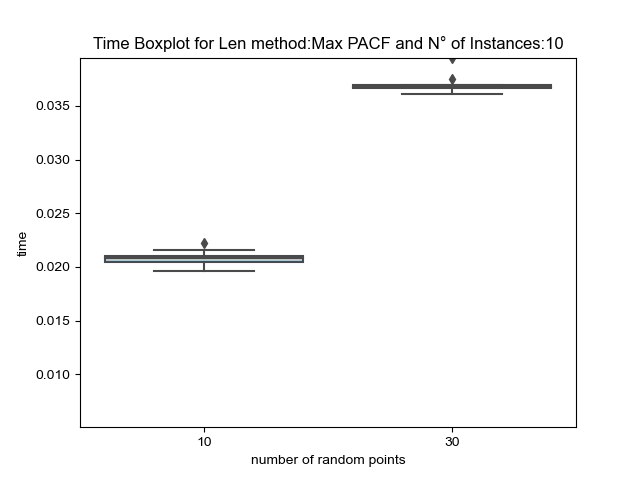 Time Boxplot for Len method:Max PACF and N° of Instances:10
0.035
0.030
0.025
0.020
0.015
0.010
time
10 30
number of random points